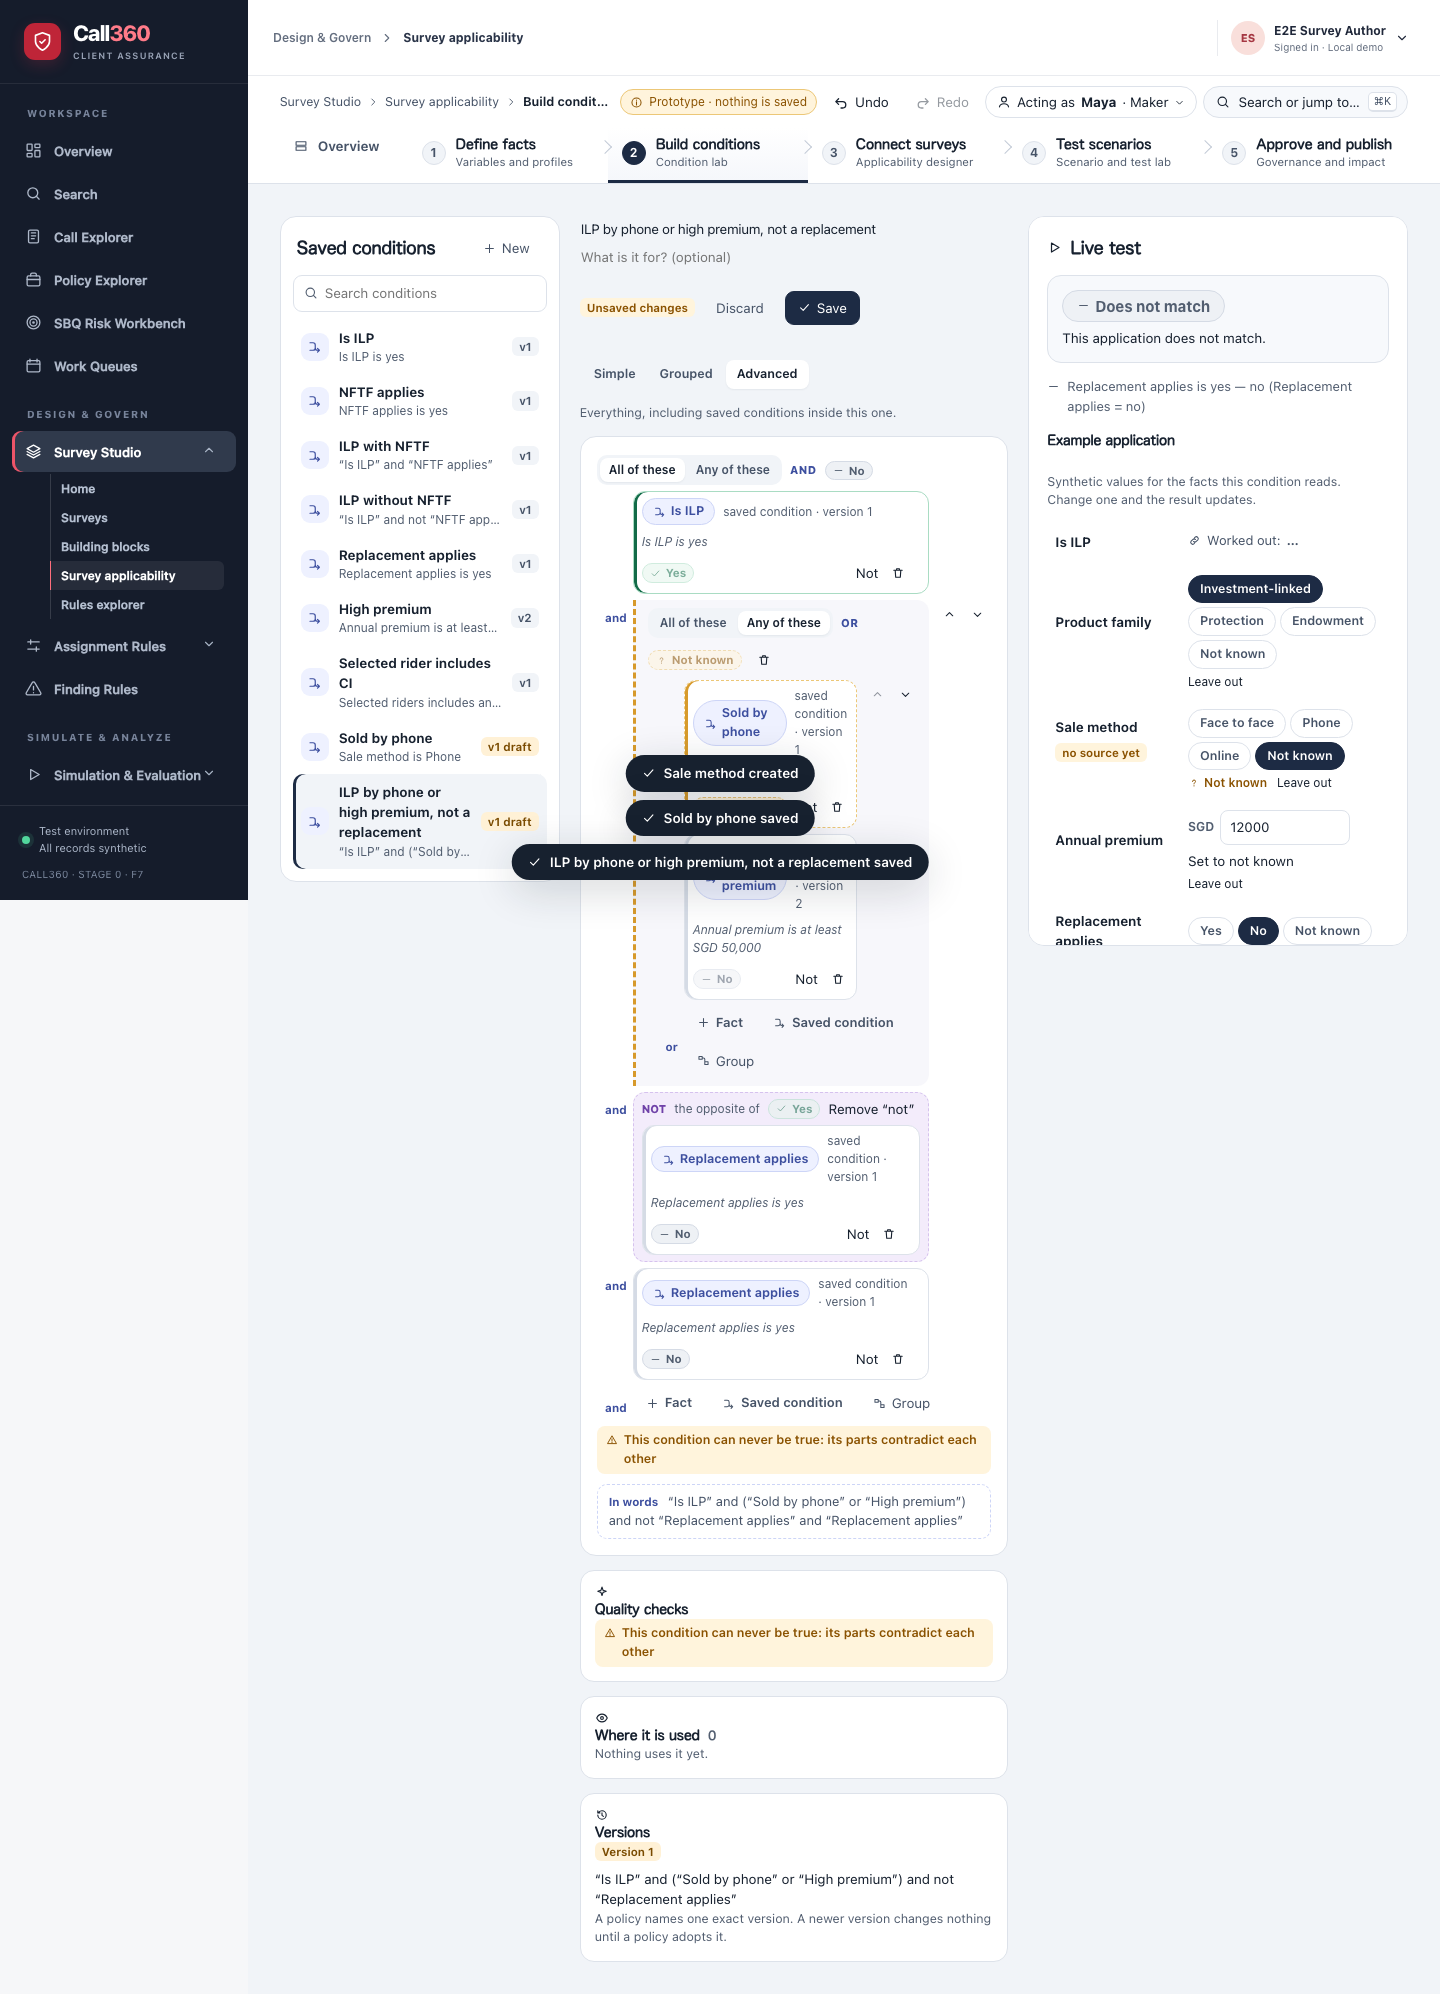 Call360
CLIENT ASSURANCE
WORKSPACE
Overview
Search
Call Explorer
Policy Explorer
SBQ Risk Workbench
Work Queues
DESIGN & GOVERN
Survey Studio
Home
Surveys
Building blocks
Survey applicability
Rules explorer
Assignment Rules
Finding Rules
SIMULATE & ANALYZE
Simulation & Evaluation
Test environment
All records synthetic
CALL360 · STAGE 0 · F7
Design & Govern
Survey applicability
ES
E2E Survey Author
Signed in · Local demo
Survey Studio
Survey applicability
Build condit...
Prototype · nothing is saved
Undo
Redo
Acting as Maya · Maker
Search or jump to...
⌘K
Overview
1
Define facts
Variables and profiles
2
Build conditions
Condition lab
3
Connect surveys
Applicability designer
4
Test scenarios
Scenario and test lab
5
Approve and publish
Governance and impact
Saved conditions
New
Search conditions
Is ILP
Is ILP is yes
v1
NFTF applies
NFTF applies is yes
v1
ILP with NFTF
“Is ILP” and “NFTF applies”
v1
ILP without NFTF
“Is ILP” and not “NFTF app...
v1
Replacement applies
Replacement applies is yes
v1
High premium
Annual premium is at least...
v2
Selected rider includes
CI
Selected riders includes an...
v1
Sold by phone
Sale method is Phone
v1 draft
ILP by phone or
high premium, not a
replacement
“Is ILP” and (“Sold by...
v1 draft
ILP by phone or high premium, not a replacement
What is it for? (optional)
Unsaved changes
Discard
Save
Simple
Grouped
Advanced
Everything, including saved conditions inside this one.
All of these
Any of these
AND
No
Is ILP
saved condition · version 1
Is ILP is yes
Yes
Not
and
All of these
Any of these
OR
Not known
Sold by
phone
saved
condition
· version
1
Sale method created
Sold by phone saved
ILP by phone or high premium, not a replacement saved
premium
· version
2
Annual premium is at least
SGD 50,000
No
Not
Fact
Saved condition
or
Group
and
NOT
the opposite of
Yes
Remove “not”
Replacement applies
saved
condition ·
version 1
Replacement applies is yes
No
Not
and
Replacement applies
saved condition
· version 1
Replacement applies is yes
No
Not
and
Fact
Saved condition
Group
This condition can never be true: its parts contradict each
other
In words “Is ILP” and (“Sold by phone” or “High premium”)
and not “Replacement applies” and “Replacement applies”
Quality checks
This condition can never be true: its parts contradict each
other
Where it is used 0
Nothing uses it yet.
Versions
Version 1
“Is ILP” and (“Sold by phone” or “High premium”) and not
“Replacement applies”
A policy names one exact version. A newer version changes nothing
until a policy adopts it.
Live test
Does not match
This application does not match.
Replacement applies is yes — no (Replacement
applies = no)
Example application
Synthetic values for the facts this condition reads.
Change one and the result updates.
Is ILP
Worked out: ...
Product family
Investment-linked
Protection
Endowment
Not known
Leave out
Sale method
no source yet
Face to face
Phone
Online
Not known
? Not known
Leave out
Annual premium
SGD
12000
Set to not known
Leave out
Replacement
applies
Yes
No
Not known